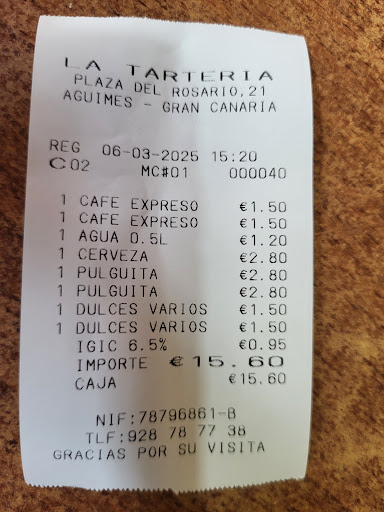 LA TARTERIA
PLAZA DEL ROSARIO,21
AGUIMES - GRAN CANARIA
REG 06-03-2025 15:20
C02 MC#01 000040
1 CAFE EXPRESO €1.50
1 CAFE EXPRESO €1.50
1 AGUA 0.5L €1.20
1 CERVEZA €2.80
1 PULGUITA €2.80
1 PULGUITA €2.80
1 DULCES VARIOS €1.50
1 DULCES VARIOS €1.50
IGIC 6.5% €0.95
IMPORTE €15.60
CAJA €15.60
NIF:78796861-B
TLF:928 78 77 38
GRACIAS POR SU VISITA